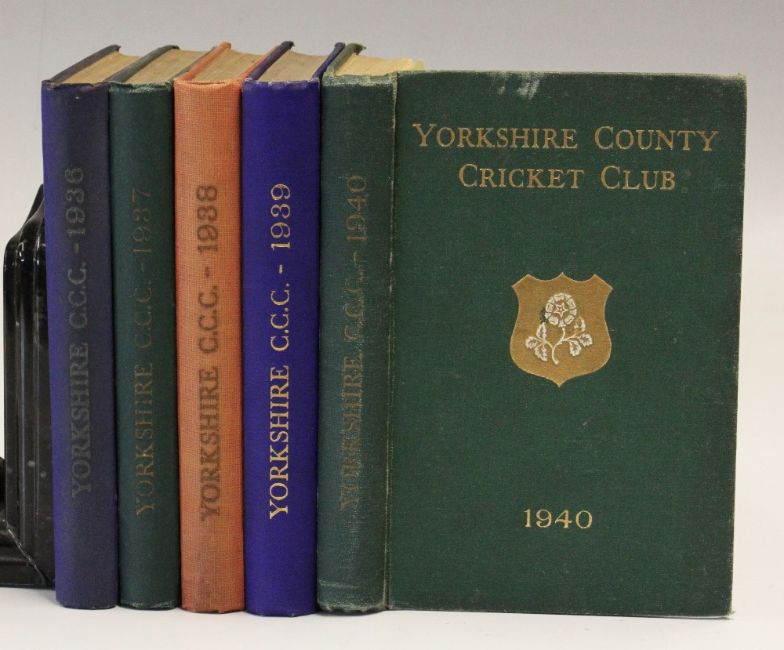 YORKSHIRE C.C.C. - 1936
YORKSHIRE C.C.C. - 1937
YORKSHIRE C.C.C. - 1938
YORKSHIRE C.C.C. - 1939
YORKSHIRE C.C.C. - 1940
YORKSHIRE COUNTY
CRICKET CLUB
1940